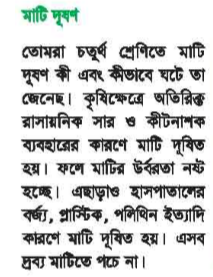 মাটি দূষণ
তোমরা চতুর্থ শ্রেণিতে মাটি
দূষণ কী এবং কীভাবে ঘটে তা
জেনেছ। কৃষিক্ষেত্রে অতিরিক্ত
রাসায়নিক সার ও কীটনাশক
ব্যবহারের কারণে মাটি দূষিত
হয়। ফলে মাটির উর্বরতা নষ্ট
হচ্ছে। এছাড়াও হাসপাতালের
বর্জ্য, প্লাস্টিক, পলিথিন ইত্যাদি
কারণে মাটি দূষিত হয়। এসব
দ্রব্য মাটিতে পচে না।